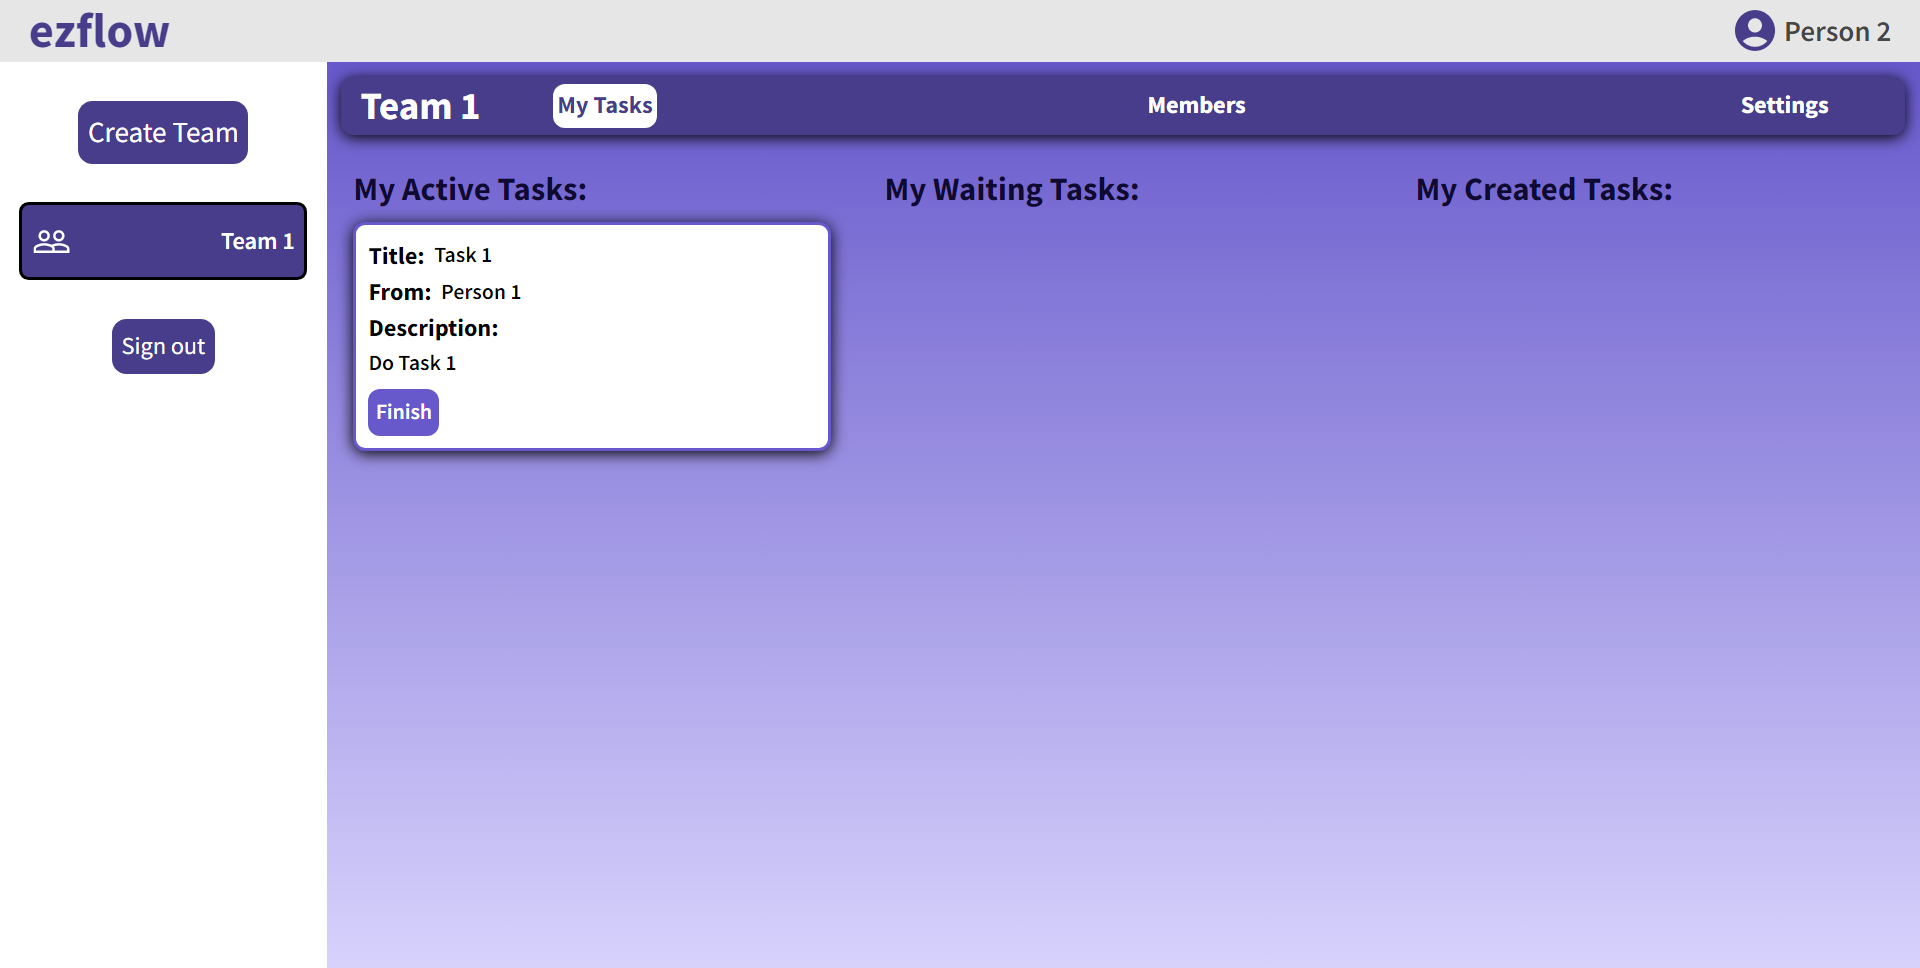 ezflow
Person 2
Create Team
Team 1
Sign out
Team 1
My Tasks
Members
Settings
My Active Tasks:
Title: Task 1
From: Person 1
Description:
Do Task 1
Finish
My Waiting Tasks:
My Created Tasks: